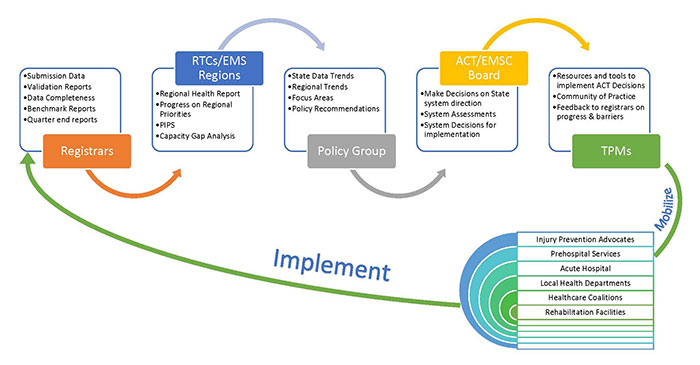 RTCs/EMS
Regions
ACT/EMSC
Board
•Submission Data
•Validation Reports
•Data Completeness
•Benchmark Reports
•Quarter end reports
Registrars
•Regional Health Report
•Progress on Regional
Priorities
•PIPS
•Capacity Gap Analysis
•State Data Trends
•Regional Trends
•Focus Areas
•Policy Recommendations
Policy Group
•Make Decisions on State
system direction
•System Assessments
•System Decisions for
implementation
•Resources and tools to
implement ACT Decisions
•Community of Practice
•Feedback to registrars on
progress & barriers
TPMs
Mobilize
Injury Prevention Advocates
Prehospital Services
Acute Hospital
Local Health Departments
Healthcare Coalitions
Rehabilitation Facilities
Implement